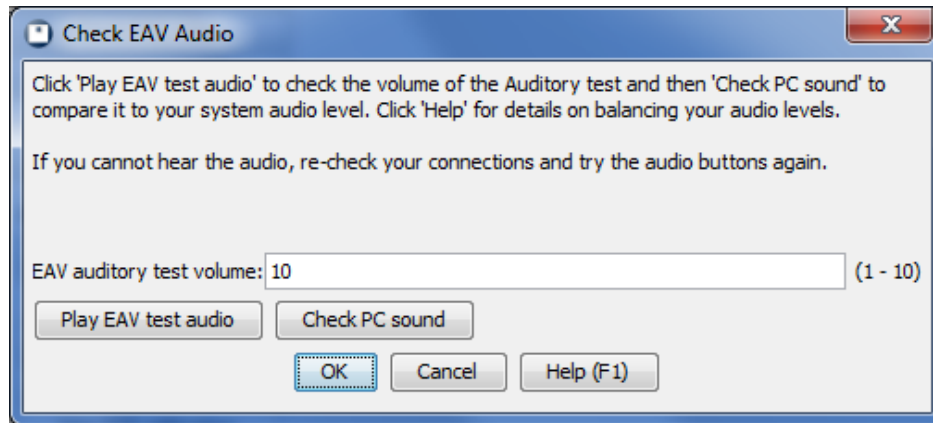 Check EAV Audio
Click 'Play EAV test audio' to check the volume of the Auditory test and then 'Check PC sound' to
compare it to your system audio level. Click 'Help' for details on balancing your audio levels.
If you cannot hear the audio, re-check your connections and try the audio buttons again.
EAV auditory test volume: 10 (1 - 10)
Play EAV test audio Check PC sound
OK Cancel Help (F1)